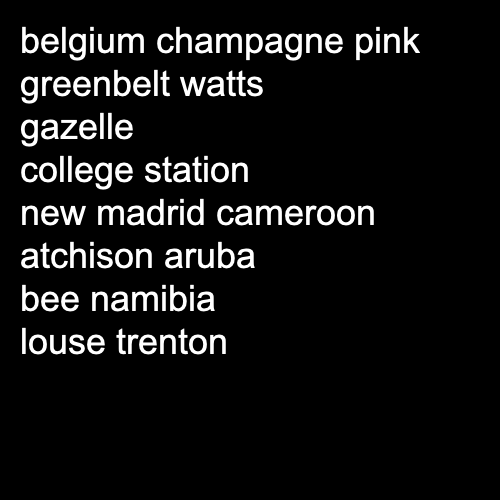 belgium champagne pink
greenbelt watts
gazelle
college station
new madrid cameroon
atchison aruba
bee namibia
louse trenton